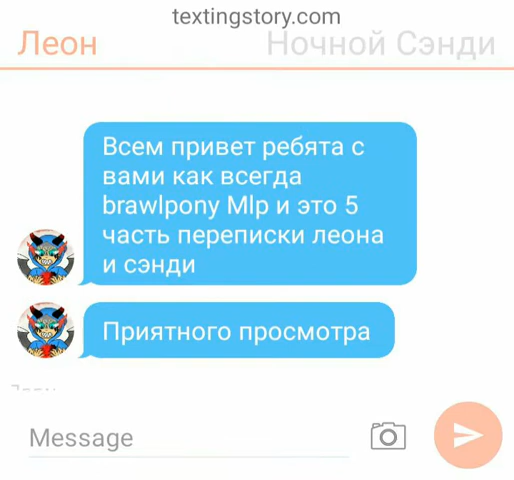 textingstory.com
Леон
Ночной Сэнди
Всем привет ребята с
вами как всегда
brawlpony Mlp и это 5
часть переписки леона
и сэнди
Приятного просмотра
Message